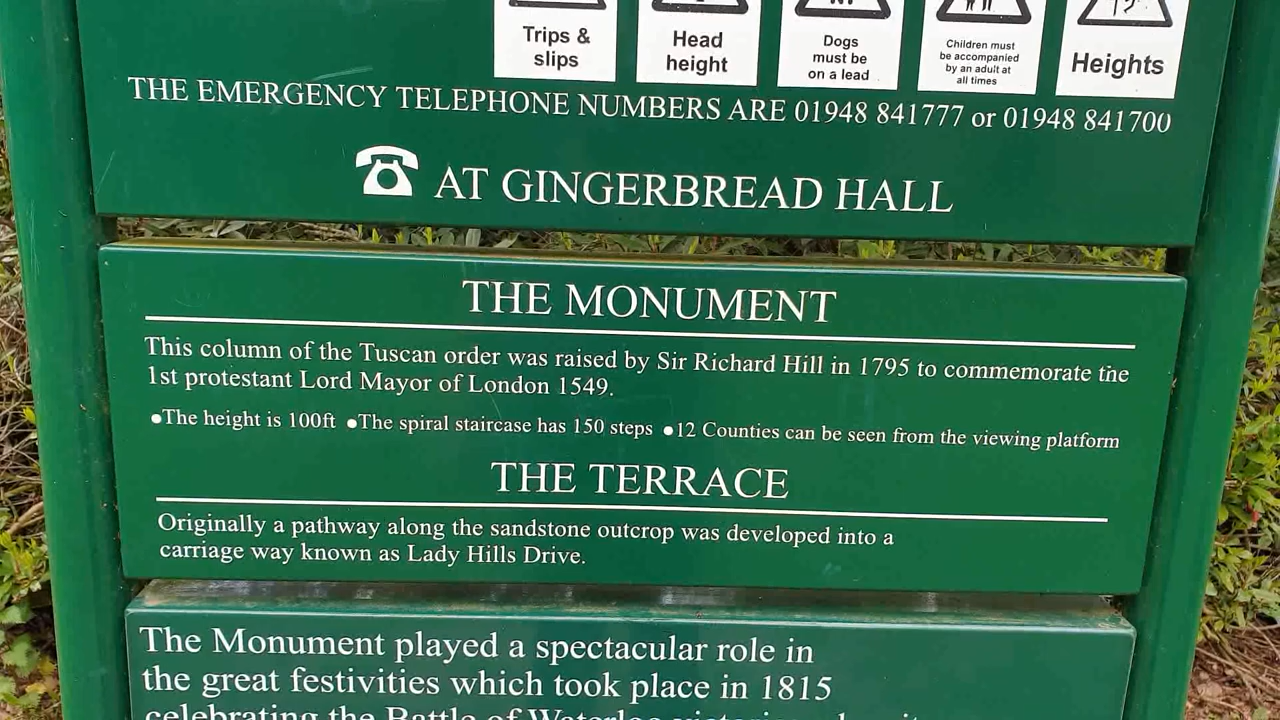 Trips &
slips
Head
height
Dogs
must be
on a lead
Children must
be accompanied
by an adult at
all times
Heights
THE EMERGENCY TELEPHONE NUMBERS ARE 01948 841777 or 01948 841700
AT GINGERBREAD HALL
THE MONUMENT
This column of the Tuscan order was raised by Sir Richard Hill in 1795 to commemorate the
1st protestant Lord Mayor of London 1549.
•The height is 100ft •The spiral staircase has 150 steps •12 Counties can be seen from the viewing platform
THE TERRACE
Originally a pathway along the sandstone outcrop was developed into a
carriage way known as Lady Hills Drive.
The Monument played a spectacular role in
the great festivities which took place in 1815
celebrating the Battle of Waterloo